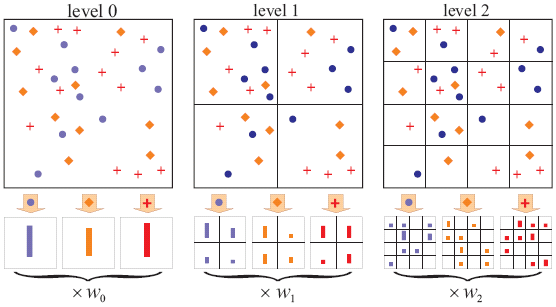 level 0 level 1 level 2
× w₀ × w₁ × w₂